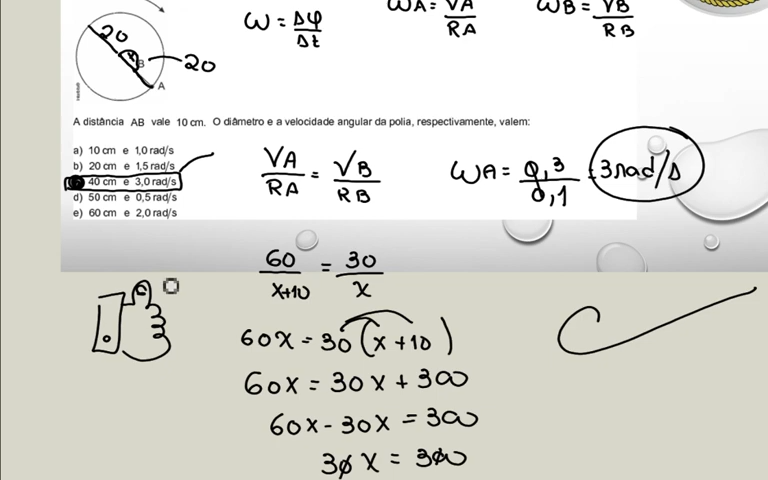 20
B
20
A
ω = Δφ/Δt
ωA = VA/RA
ωB = VB/RB
A distância AB vale 10 cm. O diâmetro e a velocidade angular da polia, respectivamente, valem:
a) 10 cm e 1,0 rad/s
b) 20 cm e 1,5 rad/s
40 cm e 3,0 rad/s
d) 50 cm e 0,5 rad/s
e) 60 cm e 2,0 rad/s
VA/RA = VB/RB
ωA = 0,3/0,1 = 3 rad/s
60/x+10 = 30/x
60x = 30(x+10)
60x = 30x + 300
60x - 30x = 300
30x = 300